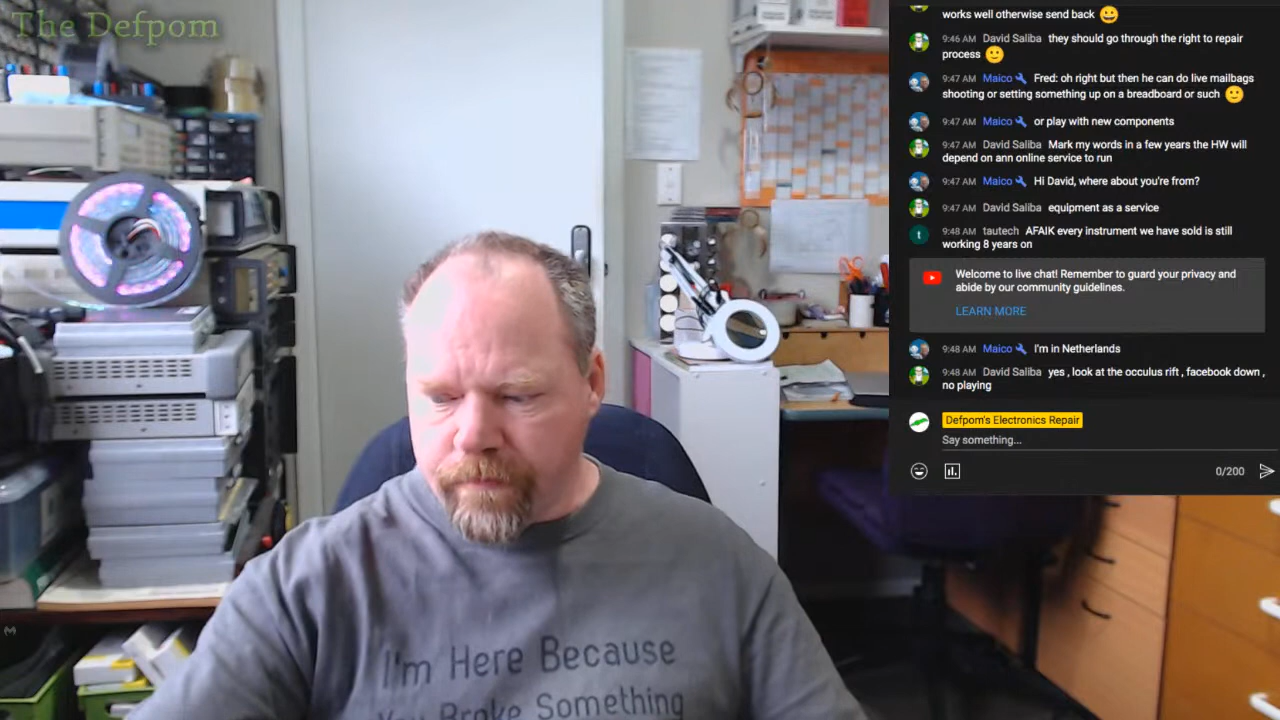 The Defpom
works well otherwise send back 😀
9:46 AM David Saliba they should go through the right to repair
process 🙂
9:47 AM Maico 🔧 Fred: oh right but then he can do live mailbags
shooting or setting something up on a breadboard or such 🙂
9:47 AM Maico 🔧 or play with new components
9:47 AM David Saliba Mark my words in a few years the HW will
depend on ann online service to run
9:47 AM Maico 🔧 Hi David, where about you're from?
9:47 AM David Saliba equipment as a service
t 9:48 AM tautech AFAIK every instrument we have sold is still
working 8 years on
Welcome to live chat! Remember to guard your privacy and
abide by our community guidelines.
LEARN MORE
9:48 AM Maico 🔧 I'm in Netherlands
9:48 AM David Saliba yes , look at the occulus rift , facebook down ,
no playing
Defpom's Electronics Repair
Say something...
0/200
I'm Here Because
You Broke Something